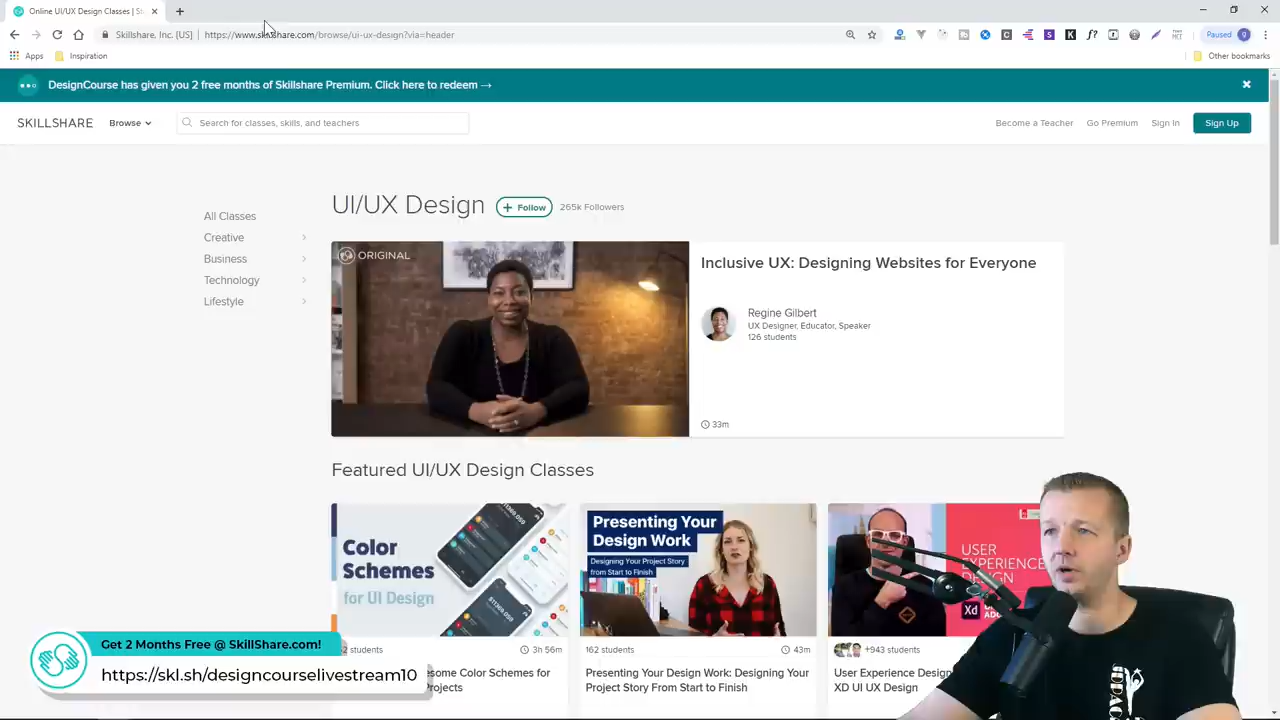 Online UI/UX Design Classes | S
Skillshare, Inc. [US] | https://www.skillshare.com/browse/ui-ux-design?via=header
Paused
Apps
Inspiration
Other bookmarks
DesignCourse has given you 2 free months of Skillshare Premium. Click here to redeem →
SKILLSHARE
Browse
Search for classes, skills, and teachers
Become a Teacher
Go Premium
Sign In
Sign Up
UI/UX Design
+ Follow
265k Followers
All Classes
Creative
Business
Technology
Lifestyle
ORIGINAL
Inclusive UX: Designing Websites for Everyone
Regine Gilbert
UX Designer, Educator, Speaker
126 students
33m
Featured UI/UX Design Classes
Color
Schemes
for UI Design
students
3h 56m
Color Schemes for
Projects
Presenting Your
Design Work
Designing Your Project Story
from Start to Finish
162 students
43m
Presenting Your Design Work: Designing Your
Project Story From Start to Finish
USER
EXPERIENCE
DESIGN
Xd
+943 students
User Experience Design
XD UI UX Design
Get 2 Months Free @ SkillShare.com!
https://skl.sh/designcourselivestream10